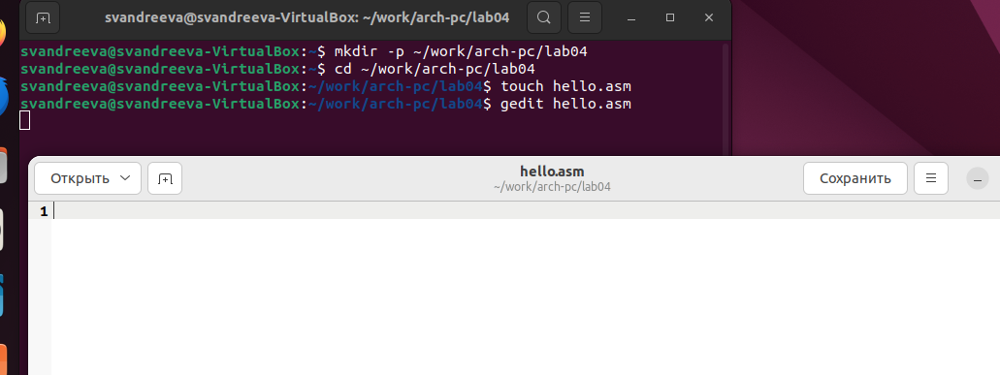 svandreeva@svandreeva-VirtualBox: ~/work/arch-pc/lab04
svandreeva@svandreeva-VirtualBox:~$ mkdir -p ~/work/arch-pc/lab04
svandreeva@svandreeva-VirtualBox:~$ cd ~/work/arch-pc/lab04
svandreeva@svandreeva-VirtualBox:~/work/arch-pc/lab04$ touch hello.asm
svandreeva@svandreeva-VirtualBox:~/work/arch-pc/lab04$ gedit hello.asm
Открыть
hello.asm
~/work/arch-pc/lab04
Сохранить
1